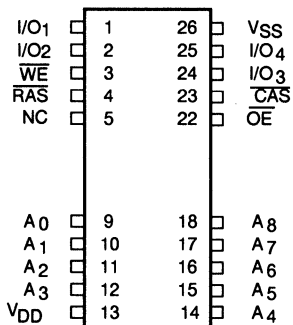 I/O1 1 26 VSS
I/O2 2 25 I/O4
WE 3 24 I/O3
RAS 4 23 CAS
NC 5 22 OE
A0 9 18 A8
A1 10 17 A7
A2 11 16 A6
A3 12 15 A5
VDD 13 14 A4